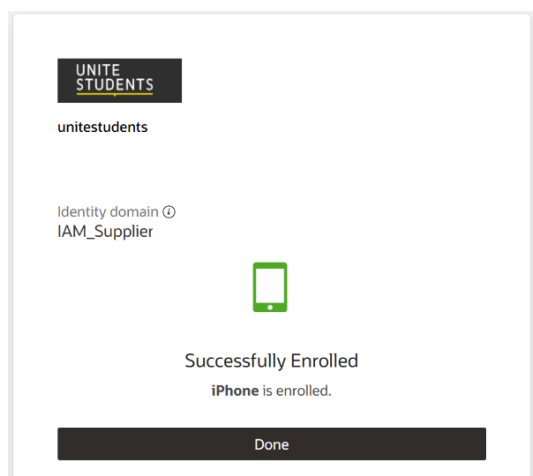 UNITE
STUDENTS
unitestudents
Identity domain
IAM_Supplier
Successfully Enrolled
iPhone is enrolled.
Done